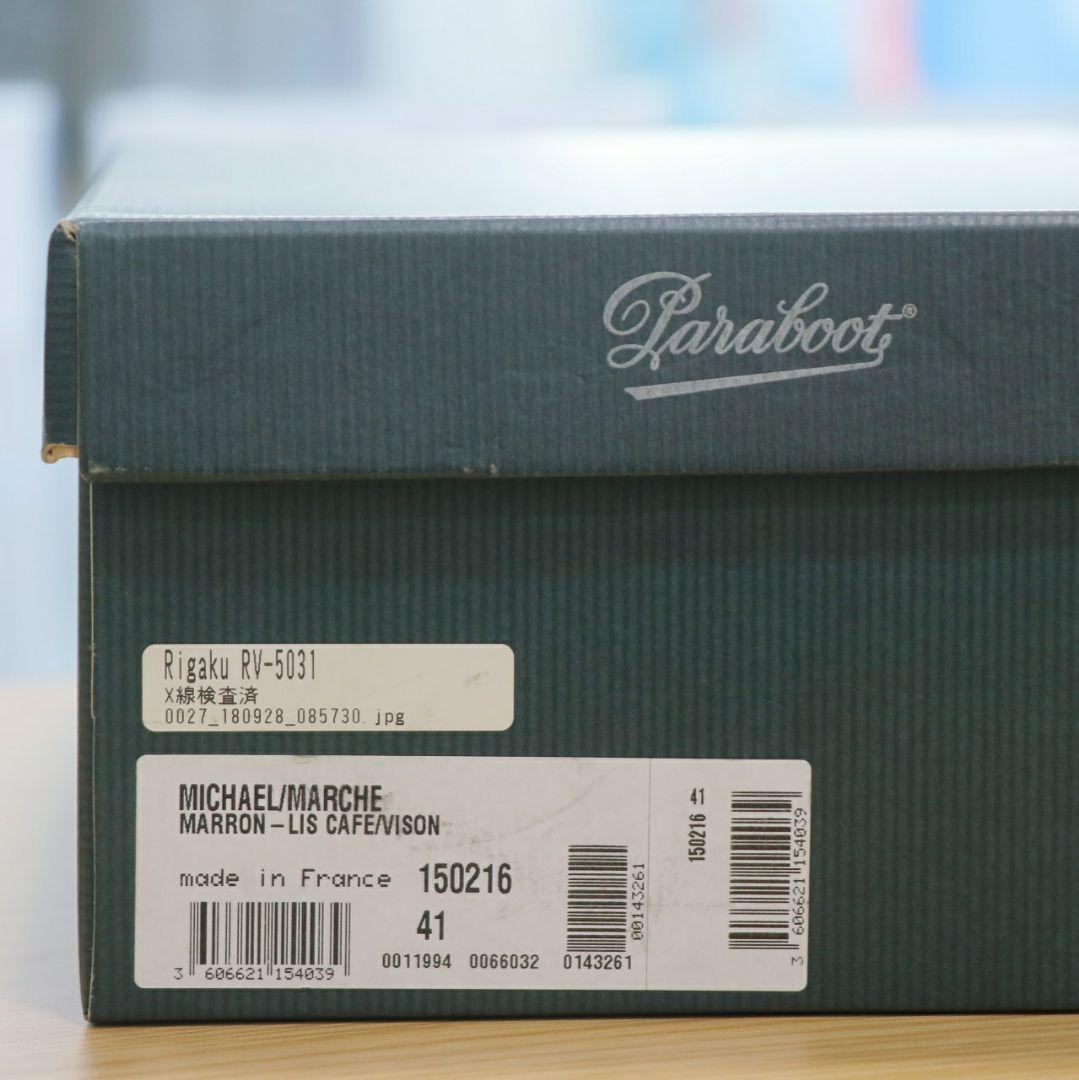 Paraboot®
Rigaku RV-5031
X線検査済
0027_180928_085730.jpg
MICHAEL/MARCHE
MARRON – LIS CAFE/VISON
made in France 150216
41
3 606621 154039
0011994 0066032 0143261
00143261
41
150216
3 606621 154039